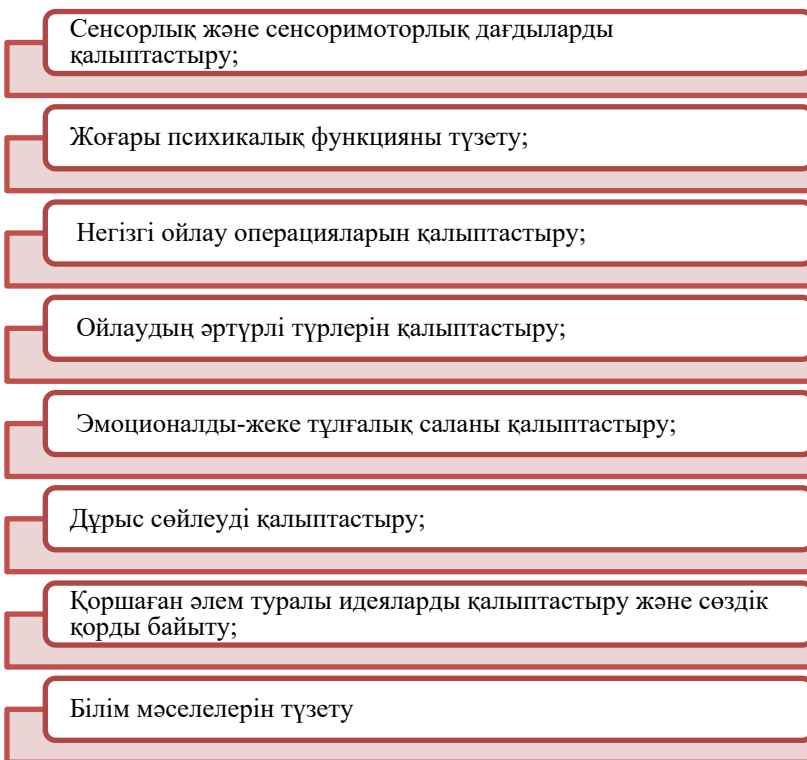 Сенсорлық және сенсоримоторлық дағдыларды
қалыптастыру;
Жоғары психикалық функцияны түзету;
Негізгі ойлау операцияларын қалыптастыру;
Ойлаудың әртүрлі түрлерін қалыптастыру;
Эмоционалды-жеке тұлғалық саланы қалыптастыру;
Дұрыс сөйлеуді қалыптастыру;
Қоршаған әлем туралы идеяларды қалыптастыру және сөздік
қорды байыту;
Білім мәселелерін түзету